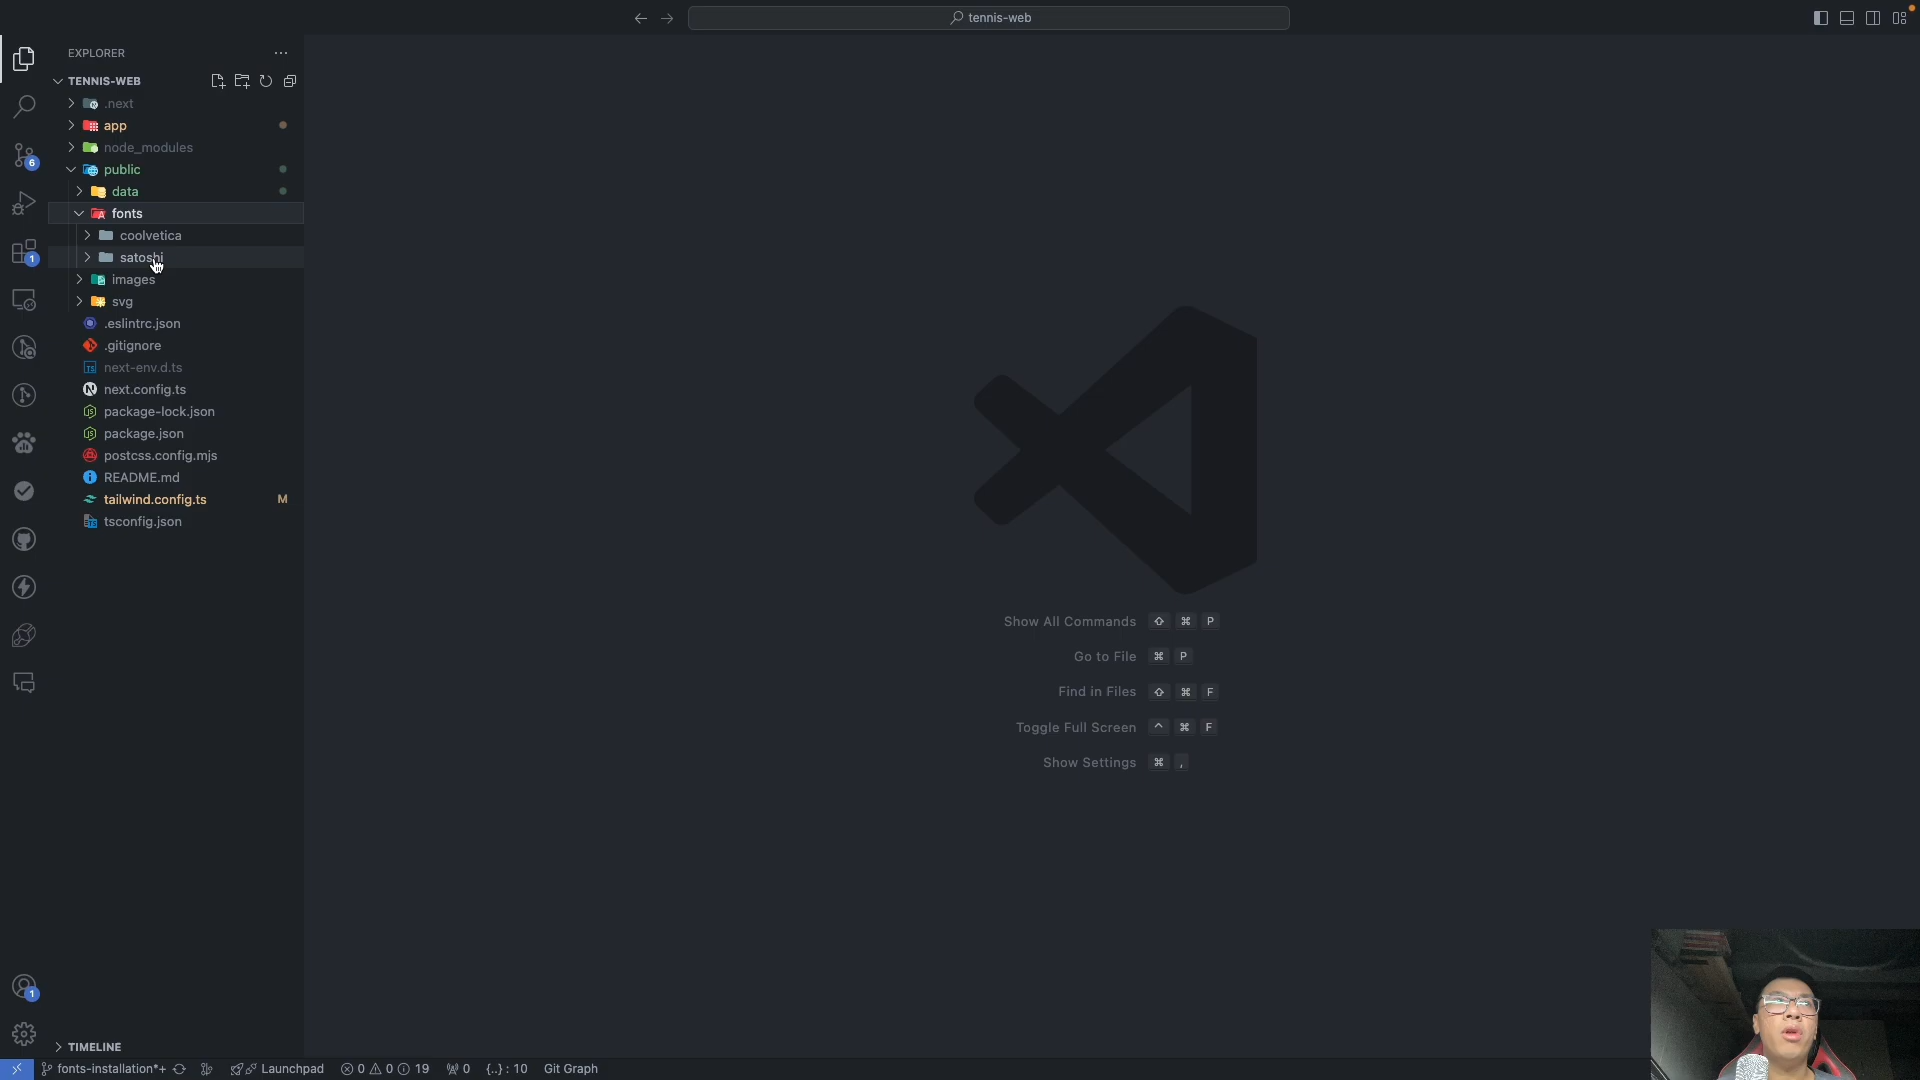 tennis-web
EXPLORER
TENNIS-WEB
.next
app
node_modules
public
data
fonts
coolvetica
satoshi
images
svg
.eslintrc.json
.gitignore
next-env.d.ts
next.config.ts
package-lock.json
package.json
postcss.config.mjs
README.md
tailwind.config.ts M
tsconfig.json
6
1
1
Show All Commands ⇧ ⌘ P
Go to File ⌘ P
Find in Files ⇧ ⌘ F
Toggle Full Screen ^ ⌘ F
Show Settings ⌘ ,
TIMELINE
fonts-installation*+ Launchpad 0 0 19 0 {..} : 10 Git Graph